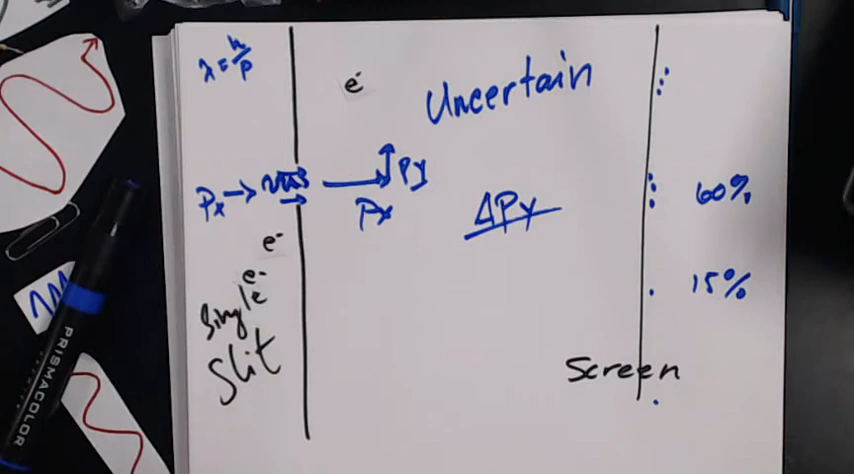 λ = h/p
e⁻
Uncertain
Px →
Py
Px
ΔPy
60%
e⁻
e⁻
e⁻
15%
Single
Slit
Screen
PRISMACOLOR